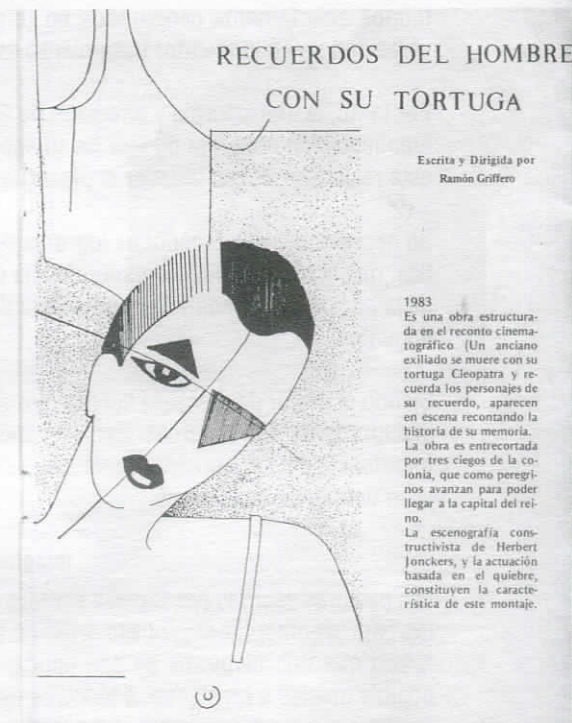 RECUERDOS DEL HOMBRE
CON SU TORTUGA
Escrita y Dirigida por
Ramón Griffero
1983
Es una obra estructura-
da en el reconto cinema-
tográfico (Un anciano
exiliado se muere con su
tortuga Cleopatra y re-
cuerda los personajes de
su recuerdo, aparecen
en escena recontando la
historia de su memoria.
La obra es entrecortada
por tres ciegos de la co-
lonia, que como peregri-
nos avanzan para poder
llegar a la capital del rei-
no.
La escenografía cons-
tructivista de Herbert
Jonckers, y la actuación
basada en el quiebre,
constituyen la caracte-
rística de este montaje.